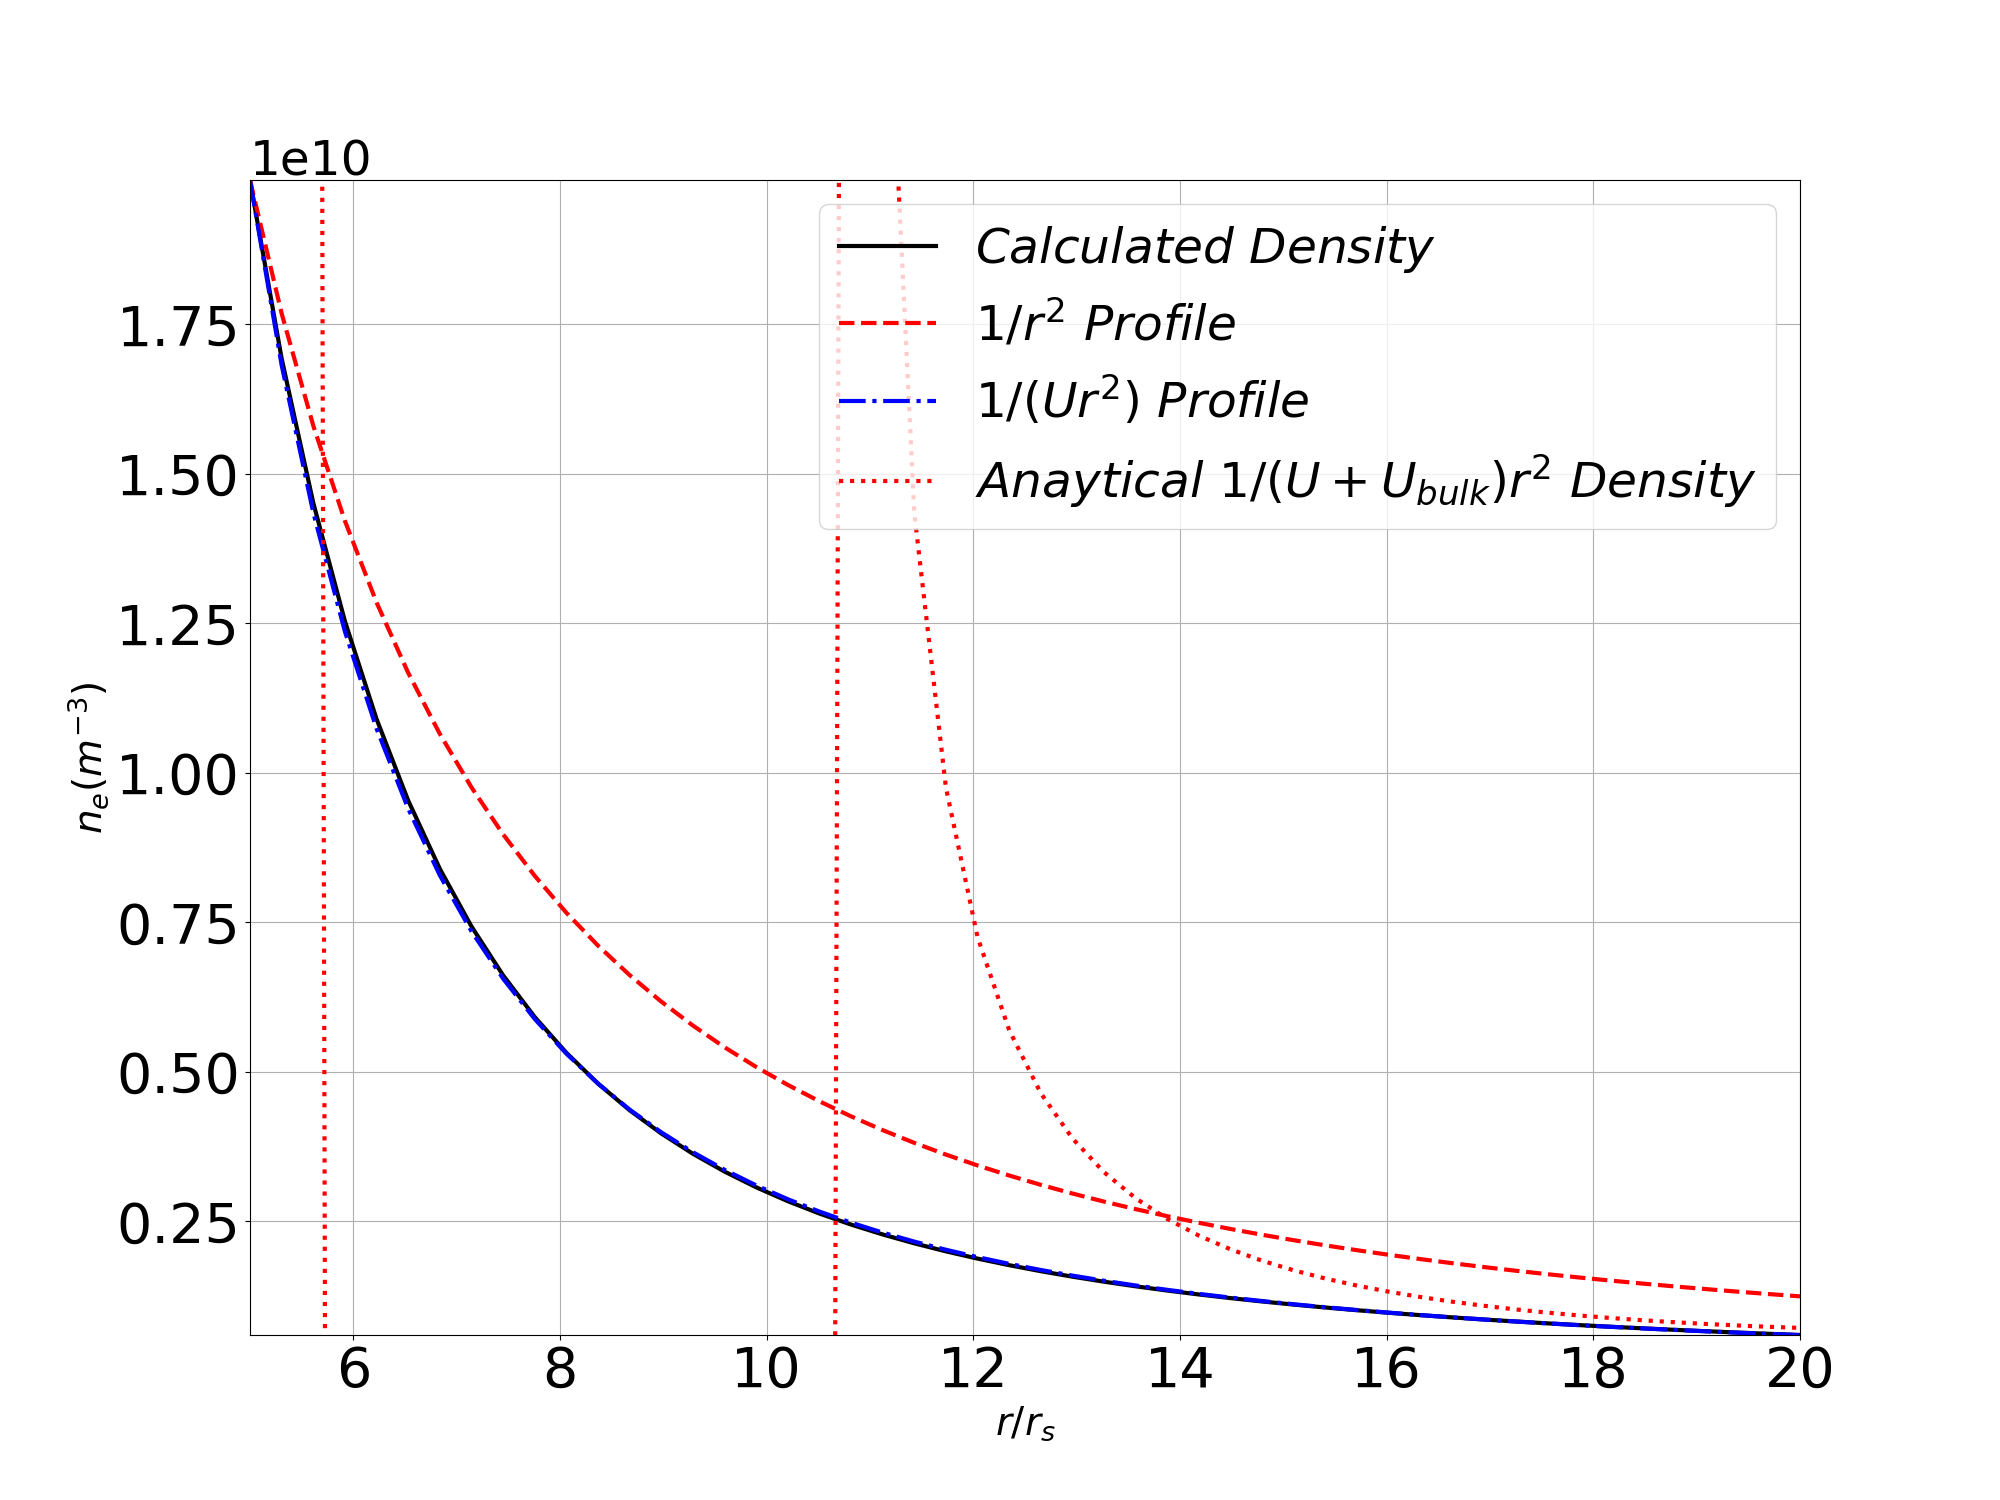 1e10
Calculated Density
1/r² Profile
1/(Ur²) Profile
Anaytical 1/(U + U_bulk)r² Density
1.75
1.50
1.25
1.00
0.75
0.50
0.25
n_e(m⁻³)
6 8 10 12 14 16 18 20
r/r_s